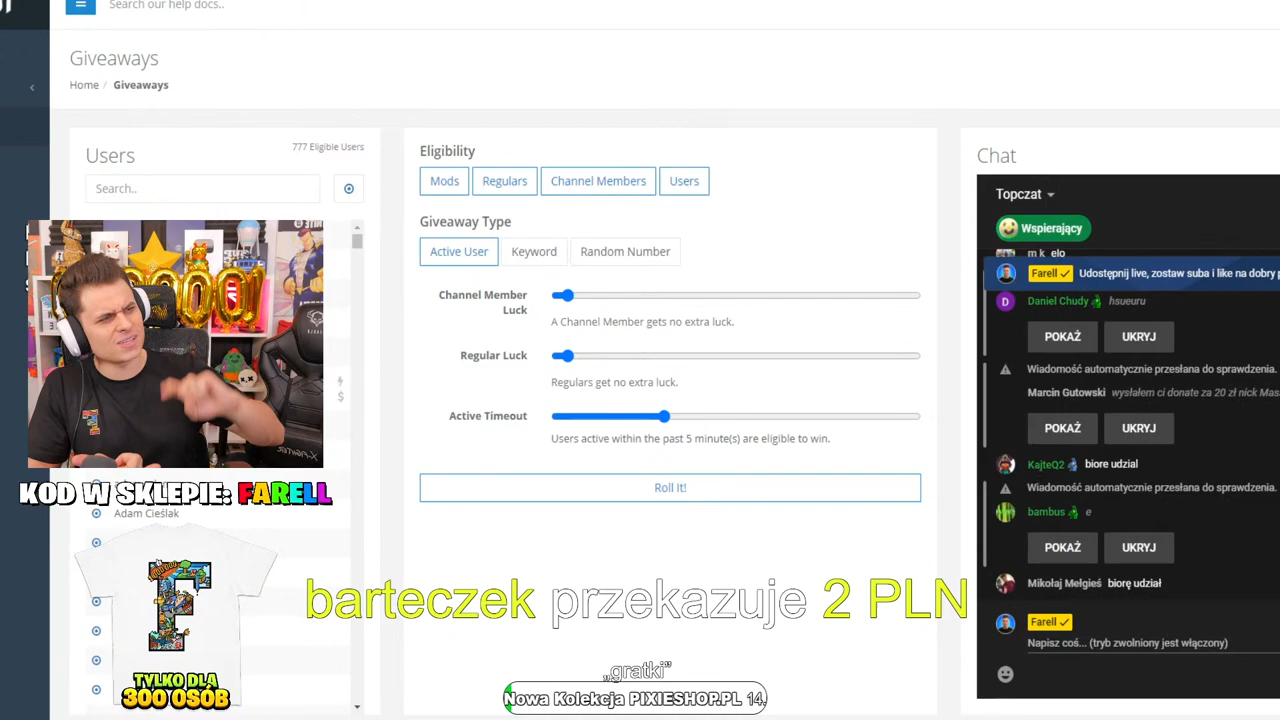 Search our help docs..
Giveaways
Home / Giveaways
Users
777 Eligible Users
Search..
Adam Cieślak
Eligibility
Mods
Regulars
Channel Members
Users
Giveaway Type
Active User
Keyword
Random Number
Channel Member Luck
A Channel Member gets no extra luck.
Regular Luck
Regulars get no extra luck.
Active Timeout
Users active within the past 5 minute(s) are eligible to win.
Roll It!
Chat
Topczat
Wspierający
m k elo
Farell Udostępnij live, zostaw suba i like na dobry
Daniel Chudy hsueuru
POKAŻ UKRYJ
Wiadomość automatycznie przesłana do sprawdzenia.
Marcin Gutowski wysłałem ci donate za 20 zł nick
POKAŻ UKRYJ
KajteQ2 biore udzial
Wiadomość automatycznie przesłana do sprawdzenia.
bambus e
POKAŻ UKRYJ
Mikołaj Mełgieś biorę udział
Farell
Napisz coś... (tryb zwolniony jest włączony)
KOD W SKLEPIE: FARELL
F
TYLKO DLA
300 OSÓB
barteczek przekazuje 2 PLN
„gratki”
Nowa Kolekcja PIXIESHOP.PL 14.